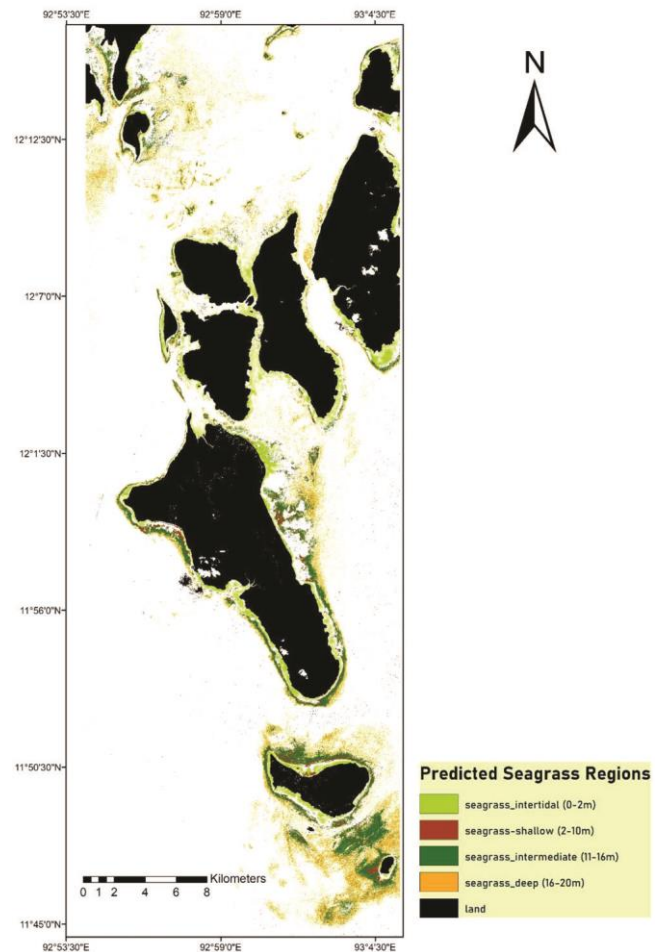 92°53'30"E 92°59'0"E 93°4'30"E
N
12°12'30"N
12°7'0"N
12°1'30"N
11°56'0"N
11°50'30"N
Predicted Seagrass Regions
seagrass_intertidal (0-2m)
seagrass-shallow (2-10m)
seagrass_intermediate (11-16m)
seagrass_deep (16-20m)
land
Kilometers
0 1 2 4 6 8
11°45'0"N
92°53'30"E 92°59'0"E 93°4'30"E